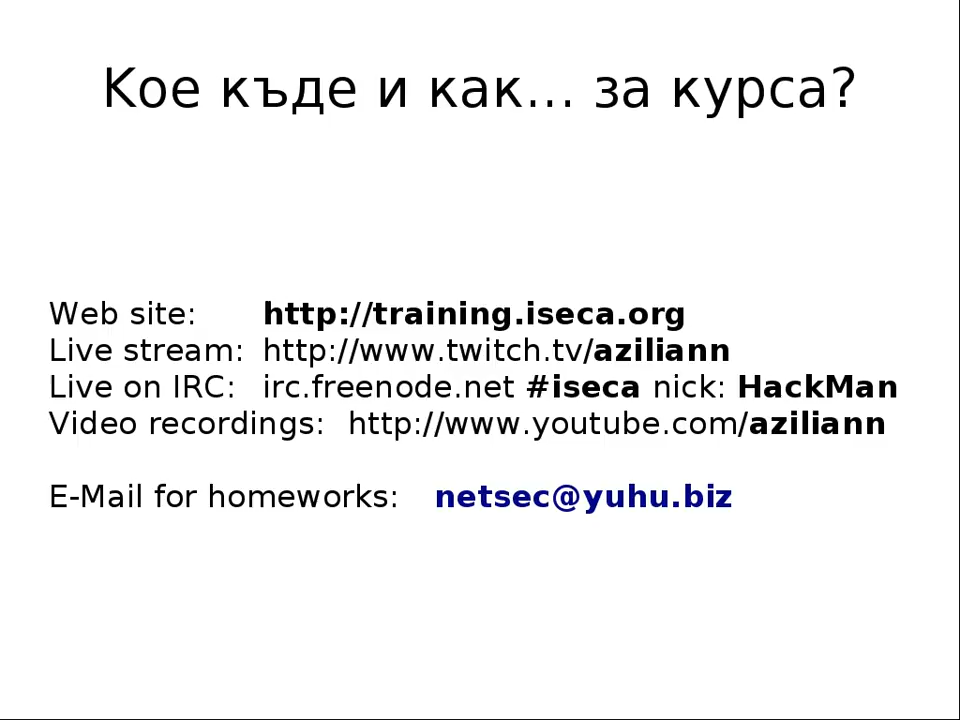 Кое къде и как... за курса?
Web site: http://training.iseca.org
Live stream: http://www.twitch.tv/aziliann
Live on IRC: irc.freenode.net #iseca nick: HackMan
Video recordings: http://www.youtube.com/aziliann
E-Mail for homeworks: netsec@yuhu.biz